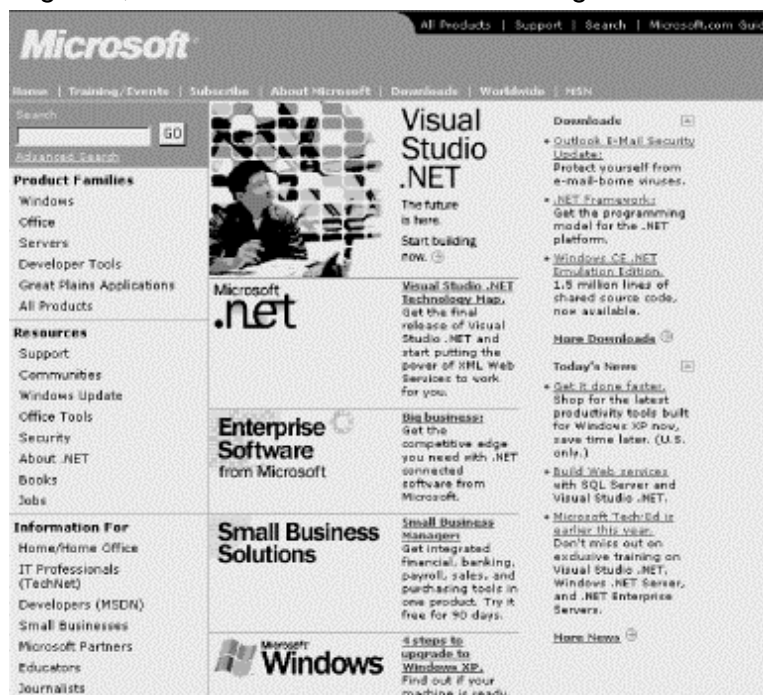 All Products | Support | Search | Microsoft.com Guid
Microsoft
Home | Training/Events | Subscribe | About Microsoft | Downloads | Worldwide | MSN
Search
GO
Advanced Search
Product Families
Windows
Office
Servers
Developer Tools
Great Plains Applications
All Products
Resources
Support
Communities
Windows Update
Office Tools
Security
About .NET
Books
Jobs
Information For
Home/Home Office
IT Professionals
(TechNet)
Developers (MSDN)
Small Businesses
Microsoft Partners
Educators
Journalists
Visual
Studio
.NET
The future
is here.
Start building
now.
Microsoft
.net
Visual Studio .NET
Technology Map.
Get the final
release of Visual
Studio .NET and
start putting the
power of XML Web
Services to work
for you.
Enterprise
Software
from Microsoft
Big business:
Get the
competitive edge
you need with .NET
connected
software from
Microsoft.
Small Business
Solutions
Small Business
Manager:
Get integrated
financial, banking,
payroll, sales, and
purchasing tools in
one product. Try it
free for 90 days.
Microsoft
Windows
4 steps to
upgrade to
Windows XP.
Find out if your
machine is ready
Downloads
• Outlook E-Mail Security
Update:
Protect yourself from
e-mail-borne viruses.
• .NET Framework:
Get the programming
model for the .NET
platform.
• Windows CE .NET
Emulation Edition.
1.5 million lines of
shared source code,
now available.
More Downloads
Today's News
• Get it done faster.
Shop for the latest
productivity tools built
for Windows XP now,
save time later. (U.S.
only.)
• Build Web services
with SQL Server and
Visual Studio .NET.
• Microsoft Tech·Ed is
earlier this year.
Don't miss out on
exclusive training on
Visual Studio .NET,
Windows .NET Server,
and .NET Enterprise
Servers.
More News